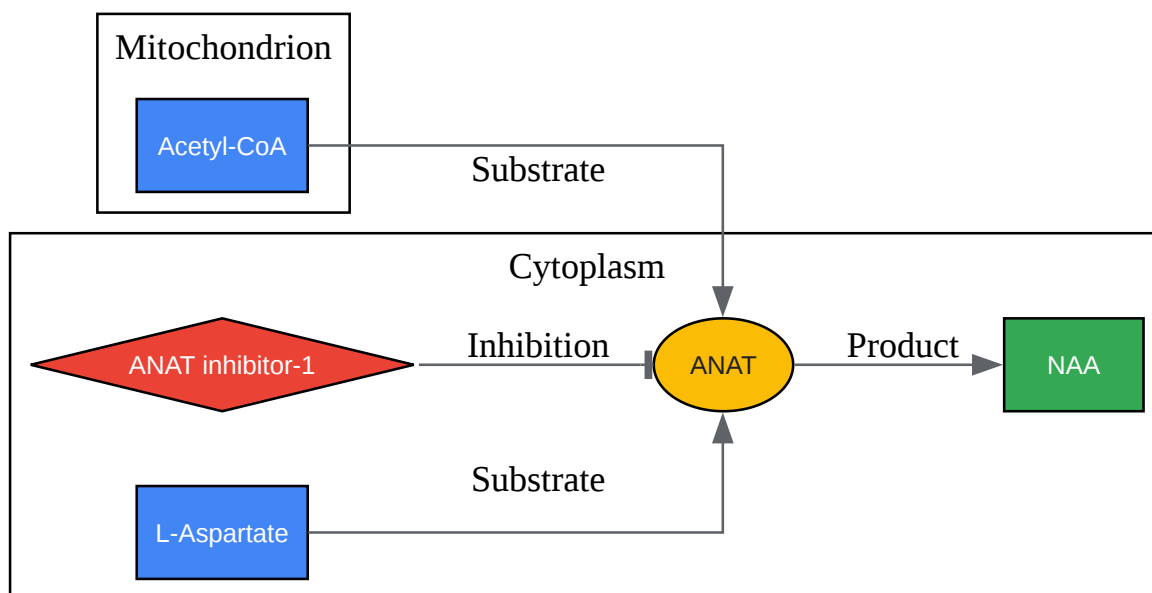 Mitochondrion
Acetyl-CoA
Substrate
Cytoplasm
ANAT inhibitor-1
Inhibition
ANAT
Product
NAA
L-Aspartate
Substrate